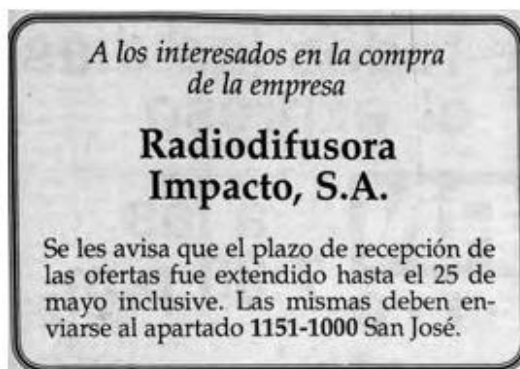 A los interesados en la compra
de la empresa
Radiodifusora
Impacto, S.A.
Se les avisa que el plazo de recepción de
las ofertas fue extendido hasta el 25 de
mayo inclusive. Las mismas deben en-
viarse al apartado 1151-1000 San José.